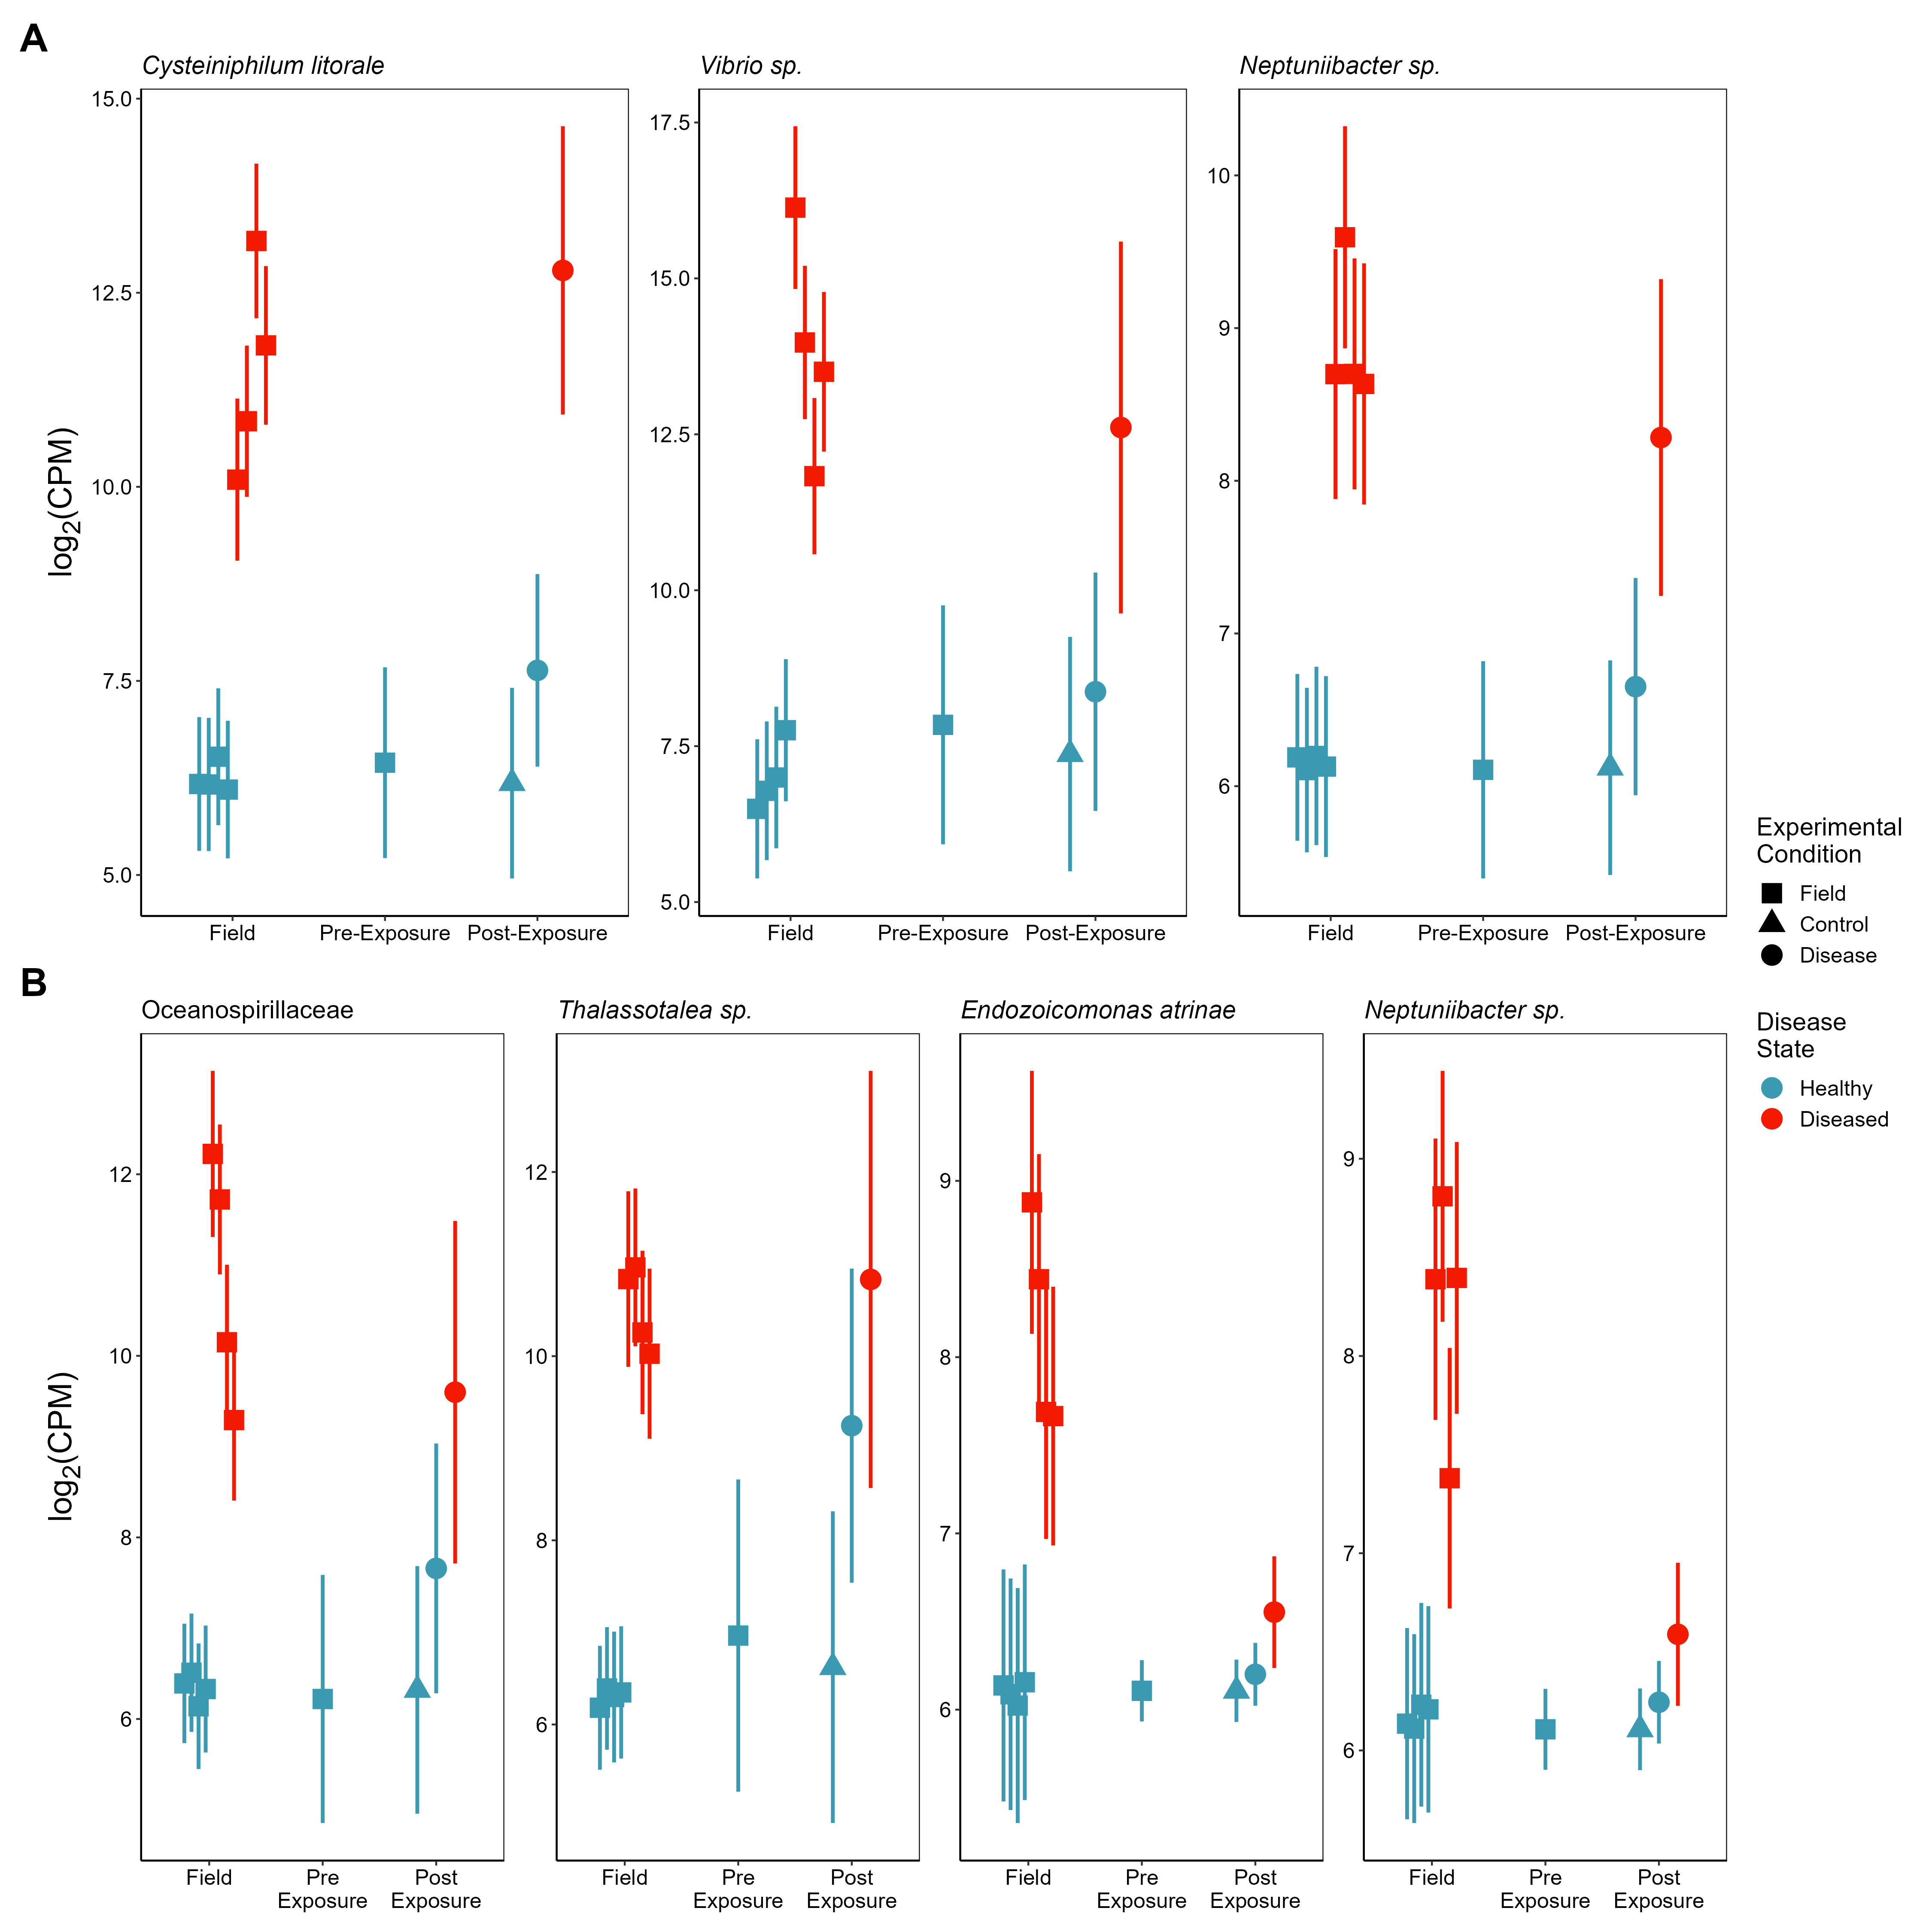 A
Cysteiniphilum litorale
Vibrio sp.
Neptuniibacter sp.
log2(CPM)
15.0
12.5
10.0
7.5
5.0
17.5
15.0
12.5
10.0
7.5
5.0
10
9
8
7
6
Field Pre-Exposure Post-Exposure
Field Pre-Exposure Post-Exposure
Field Pre-Exposure Post-Exposure
Experimental
Condition
Field
Control
Disease
Disease
State
Healthy
Diseased
B
Oceanospirillaceae
Thalassotalea sp.
Endozoicomonas atrinae
Neptuniibacter sp.
log2(CPM)
12
10
8
6
12
10
8
6
9
8
7
6
9
8
7
6
Field Pre Post
Exposure Exposure
Field Pre Post
Exposure Exposure
Field Pre Post
Exposure Exposure
Field Pre Post
Exposure Exposure